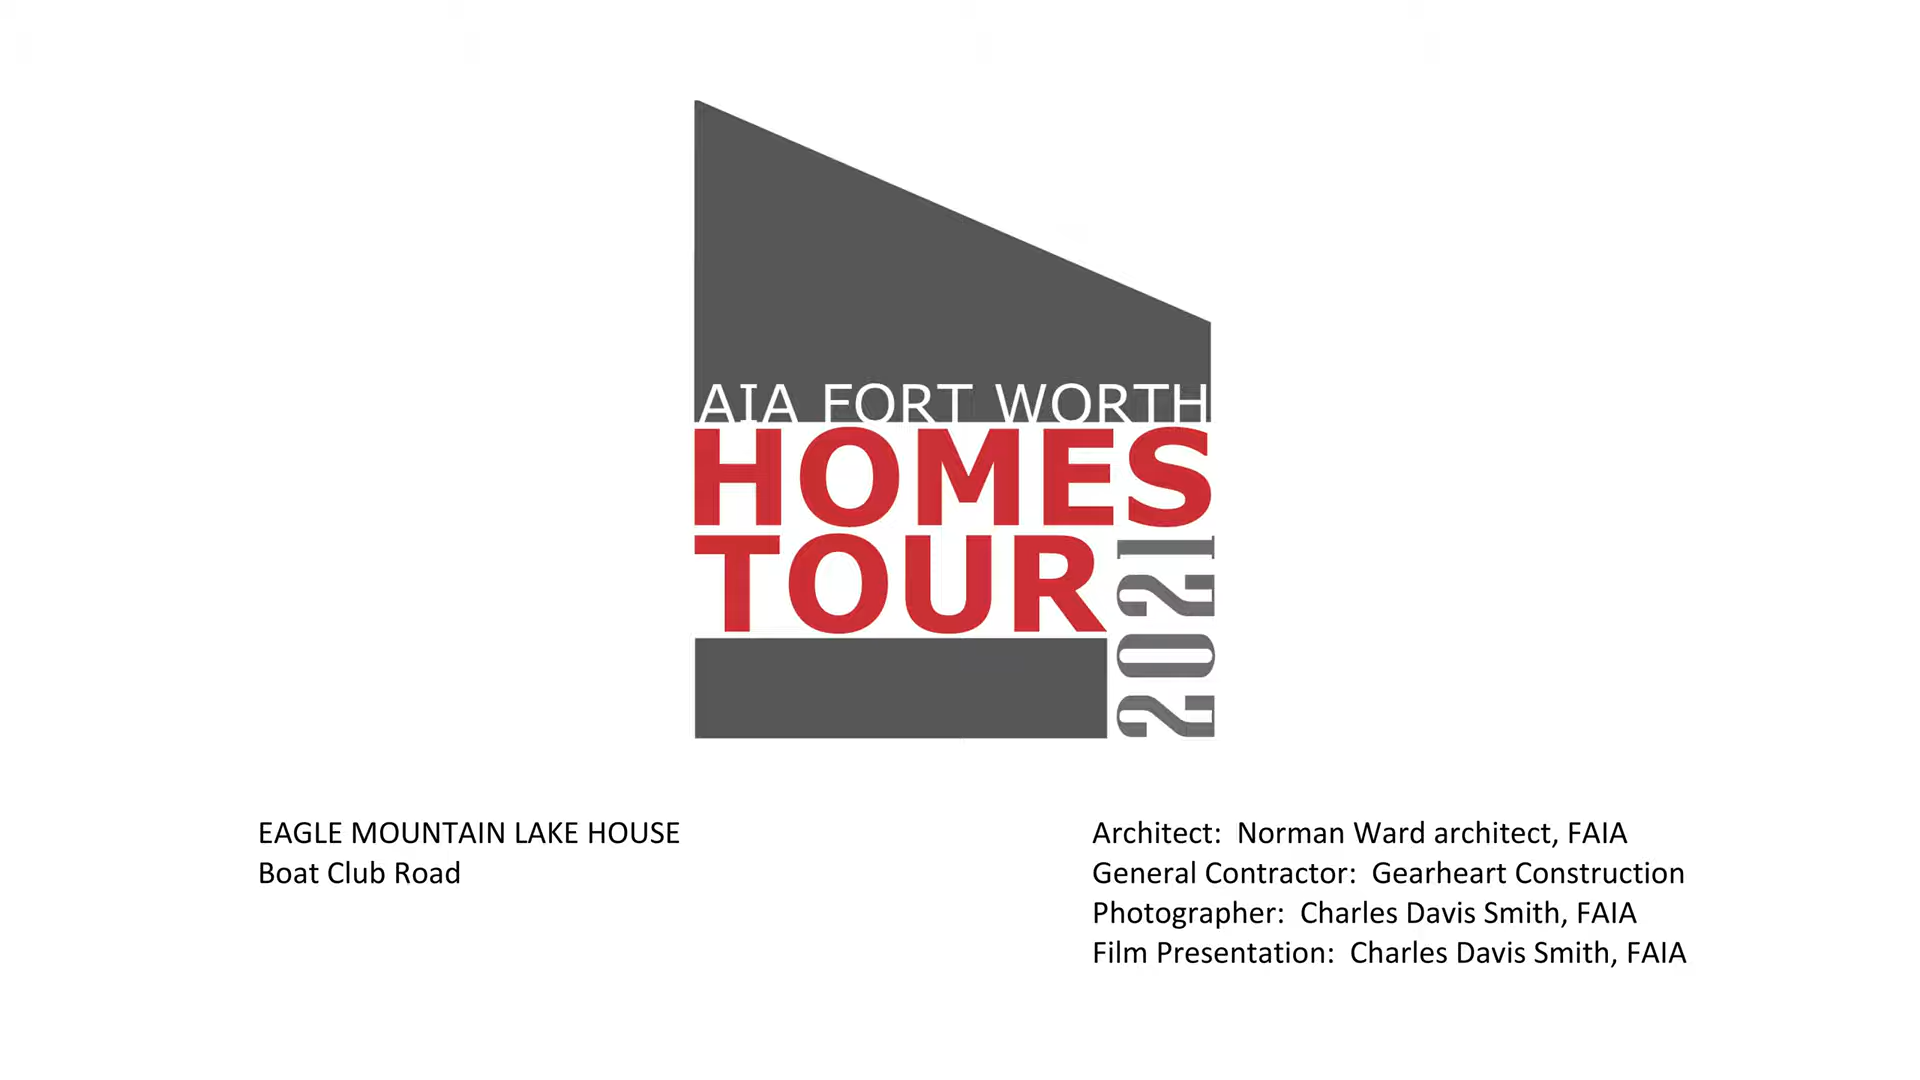 AIA FORT WORTH
HOMES
TOUR
2021
EAGLE MOUNTAIN LAKE HOUSE
Boat Club Road
Architect:  Norman Ward architect, FAIA
General Contractor:  Gearheart Construction
Photographer:  Charles Davis Smith, FAIA
Film Presentation:  Charles Davis Smith, FAIA